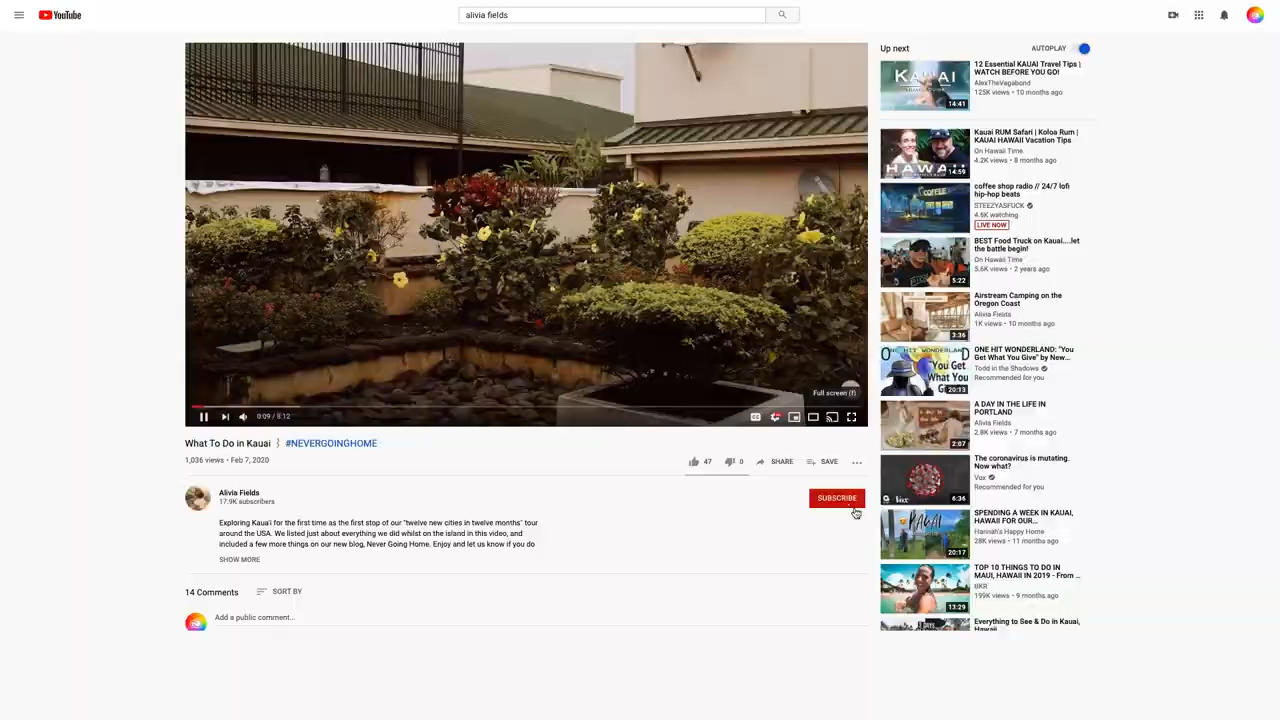 YouTube
alivia fields
Full screen (f)
0:09 / 8:12
What To Do in Kauai ⌇ #NEVERGOINGHOME
1,036 views • Feb 7, 2020
47
0
SHARE
SAVE
Alivia Fields
17.9K subscribers
SUBSCRIBE
Exploring Kaua'i for the first time as the first stop of our "twelve new cities in twelve months" tour
around the USA. We listed just about everything we did whilst on the island in this video, and
included a few more things on our new blog, Never Going Home. Enjoy and let us know if you do
SHOW MORE
14 Comments
SORT BY
Add a public comment...
Up next
AUTOPLAY
KAUAI
14:41
12 Essential KAUAI Travel Tips |
WATCH BEFORE YOU GO!
AlexTheVagabond
125K views • 10 months ago
HAWAII
14:59
Kauai RUM Safari | Koloa Rum |
KAUAI HAWAII Vacation Tips
On Hawaii Time
4.2K views • 8 months ago
COFFEE
coffee shop radio // 24/7 lofi
hip-hop beats
STEEZYASFUCK
4.6K watching
LIVE NOW
5:22
BEST Food Truck on Kauai....let
the battle begin!
On Hawaii Time
5.6K views • 2 years ago
3:36
Airstream Camping on the
Oregon Coast
Alivia Fields
1K views • 10 months ago
ONE HIT WONDERLAND
"You
Get
What You
20:13
ONE HIT WONDERLAND: "You
Get What You Give" by New...
Todd in the Shadows
Recommended for you
2:07
A DAY IN THE LIFE IN
PORTLAND
Alivia Fields
2.8K views • 7 months ago
Vox
6:36
The coronavirus is mutating.
Now what?
Vox
Recommended for you
KAUAI
20:17
SPENDING A WEEK IN KAUAI,
HAWAII FOR OUR...
Hannah's Happy Home
28K views • 11 months ago
13:29
TOP 10 THINGS TO DO IN
MAUI, HAWAII IN 2019 - From ...
199K views • 9 months ago
Everything to See & Do in Kauai,
Hawaii